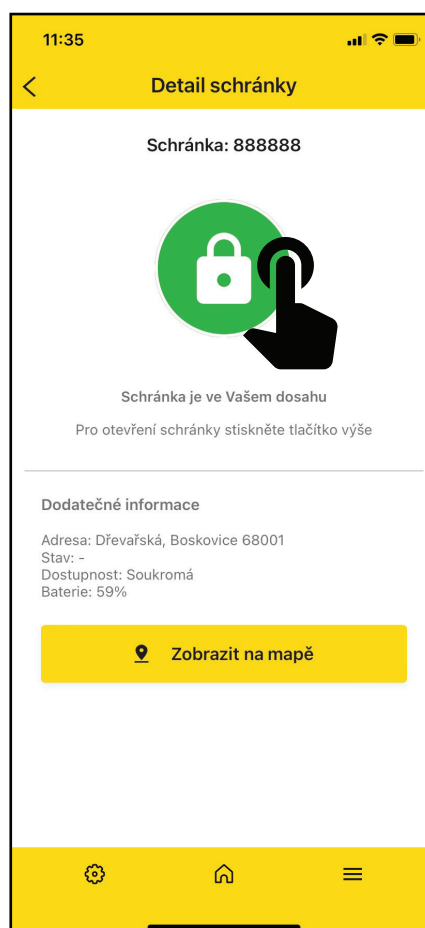 11:35
Detail schránky
Schránka: 888888
Schránka je ve Vašem dosahu
Pro otevření schránky stiskněte tlačítko výše
Dodatečné informace
Adresa: Dřevařská, Boskovice 68001
Stav: -
Dostupnost: Soukromá
Baterie: 59%
Zobrazit na mapě